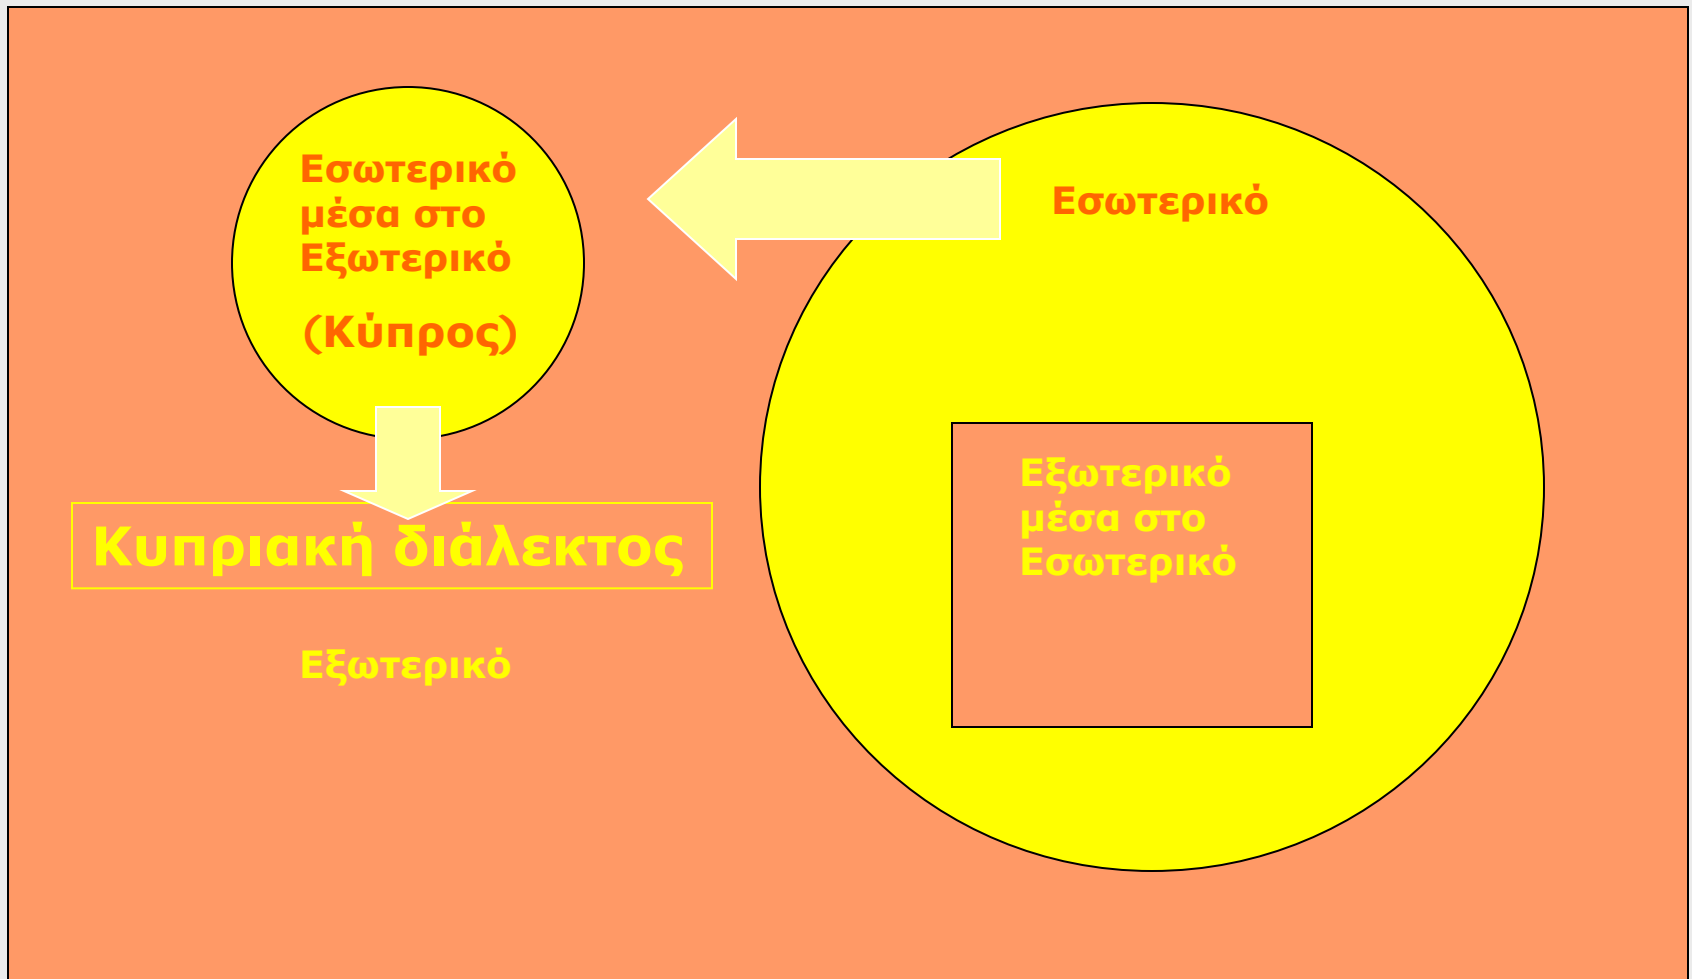 Εσωτερικό
μέσα στο
Εξωτερικό
(Κύπρος)
Κυπριακή διάλεκτος
Εξωτερικό
Εσωτερικό
Εξωτερικό
μέσα στο
Εσωτερικό